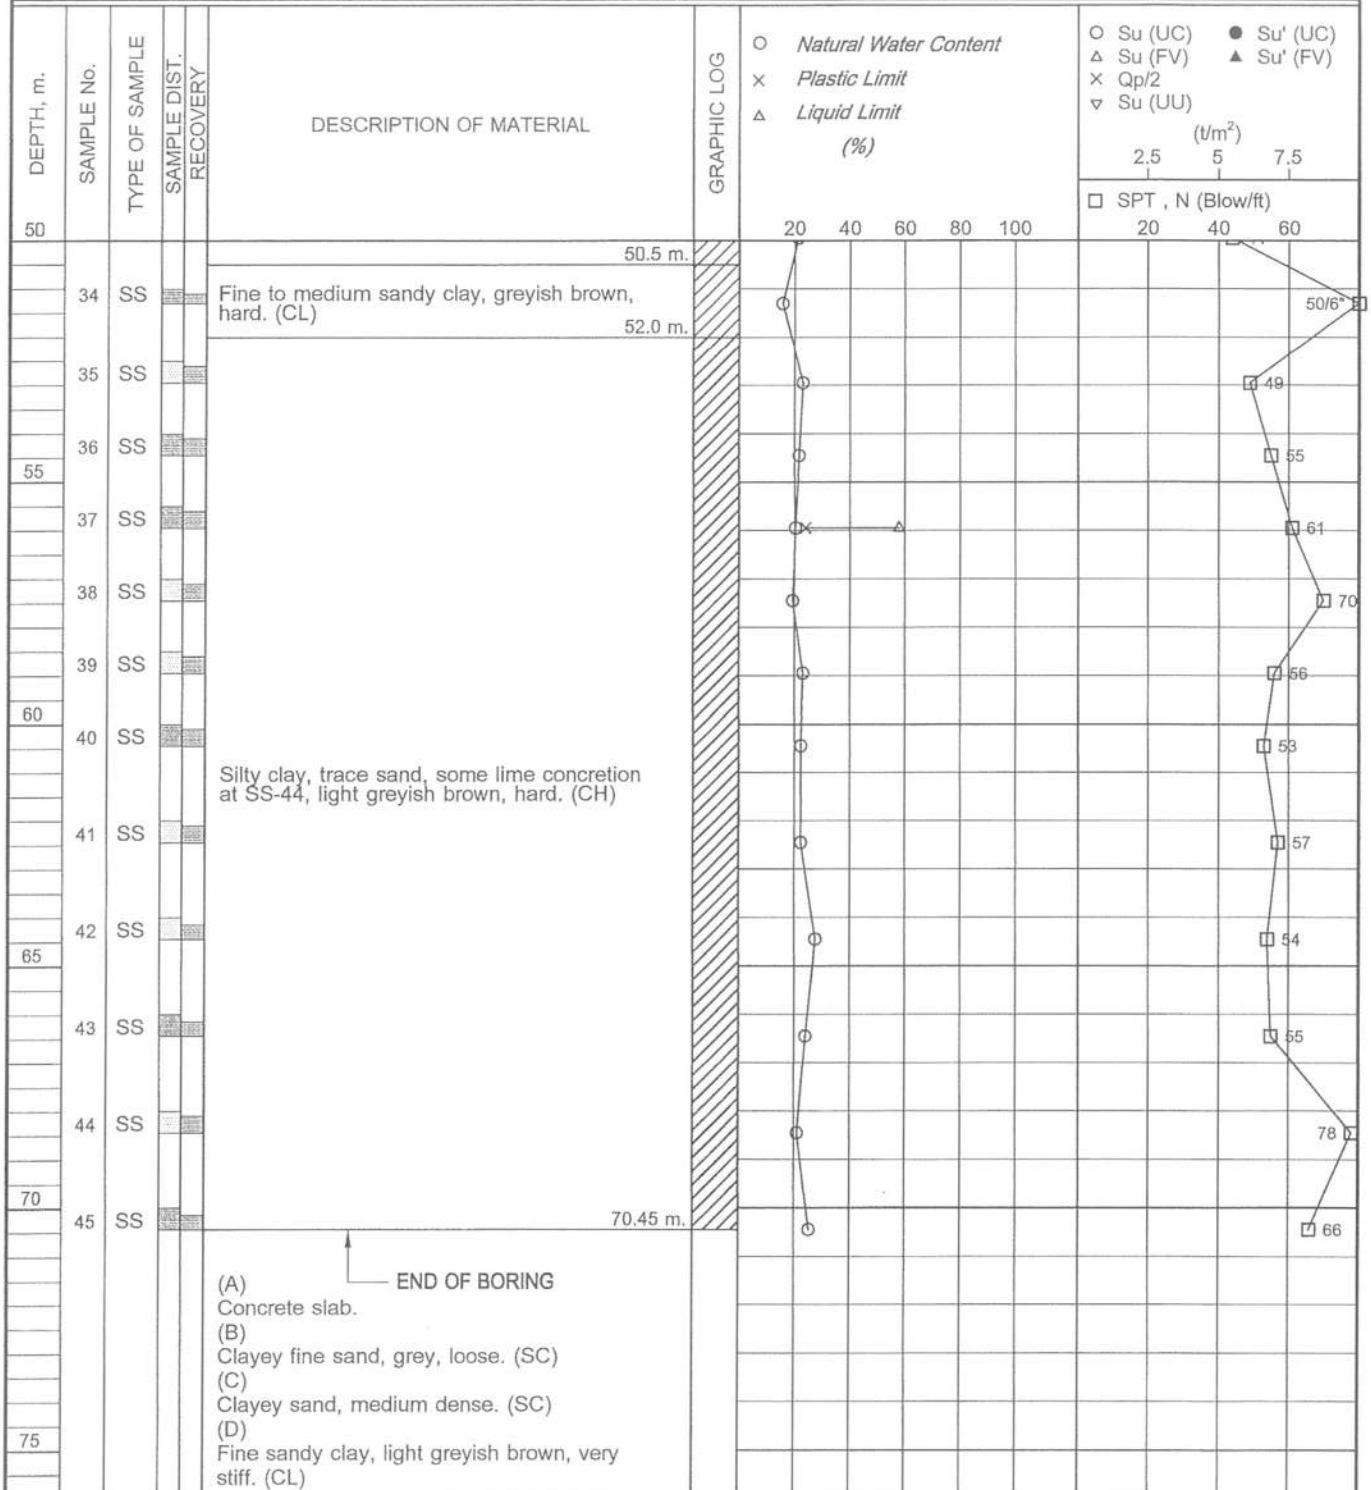 DEPTH, m.
SAMPLE No.
TYPE OF SAMPLE
SAMPLE DIST.
RECOVERY
DESCRIPTION OF MATERIAL
GRAPHIC LOG
○ Natural Water Content
× Plastic Limit
△ Liquid Limit
(%)
○ Su (UC) ● Su' (UC)
△ Su (FV) ▲ Su' (FV)
× Qp/2
▽ Su (UU)
(t/m²)
2.5 5 7.5
□ SPT , N (Blow/ft)
50
20 40 60 80 100
20 40 60
50.5 m.
34 SS Fine to medium sandy clay, greyish brown,
hard. (CL)
50/6"
52.0 m.
35 SS 49
36 SS 55
55
37 SS 61
38 SS 70
39 SS 56
60
40 SS 53
Silty clay, trace sand, some lime concretion
at SS-44, light greyish brown, hard. (CH)
41 SS 57
42 SS 54
65
43 SS 55
44 SS 78
70
45 SS 70.45 m. 66
END OF BORING
(A)
Concrete slab.
(B)
Clayey fine sand, grey, loose. (SC)
(C)
Clayey sand, medium dense. (SC)
(D)
75
Fine sandy clay, light greyish brown, very
stiff. (CL)